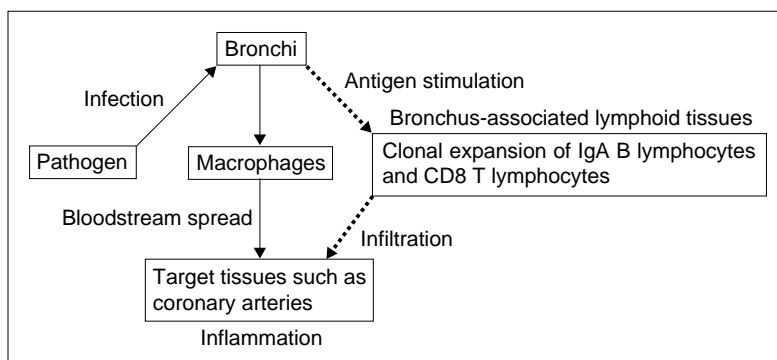 Bronchi
Antigen stimulation
Infection
Bronchus-associated lymphoid tissues
Pathogen
Macrophages
Clonal expansion of IgA B lymphocytes
and CD8 T lymphocytes
Bloodstream spread
Infiltration
Target tissues such as
coronary arteries
Inflammation